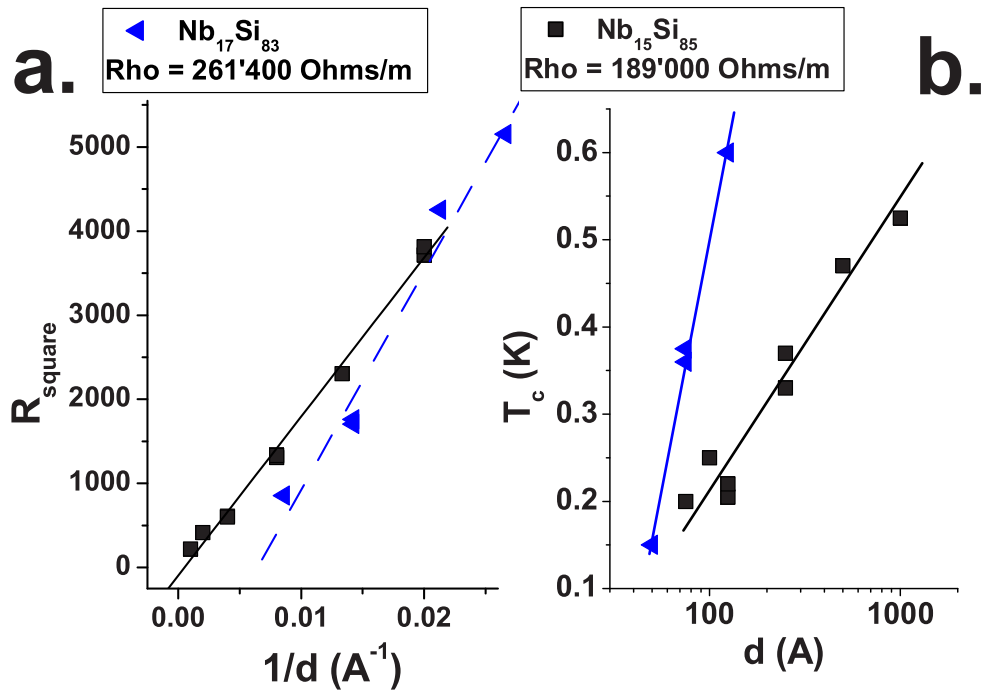 a.
Nb17Si83
Rho = 261'400 Ohms/m
Nb15Si85
Rho = 189'000 Ohms/m
b.
Rsquare
5000
4000
3000
2000
1000
0
0.00
0.01
0.02
1/d (A-1)
Tc (K)
0.6
0.5
0.4
0.3
0.2
0.1
100
1000
d (A)